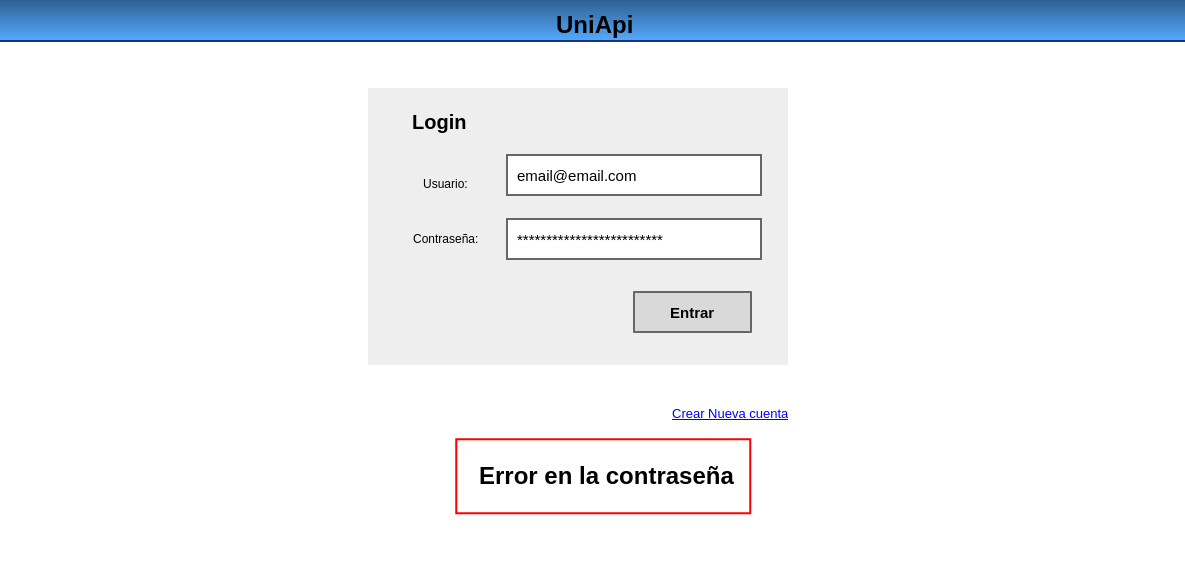 UniApi
Login
Usuario:
email@email.com
Contraseña:
*************************
Entrar
Crear Nueva cuenta
Error en la contraseña